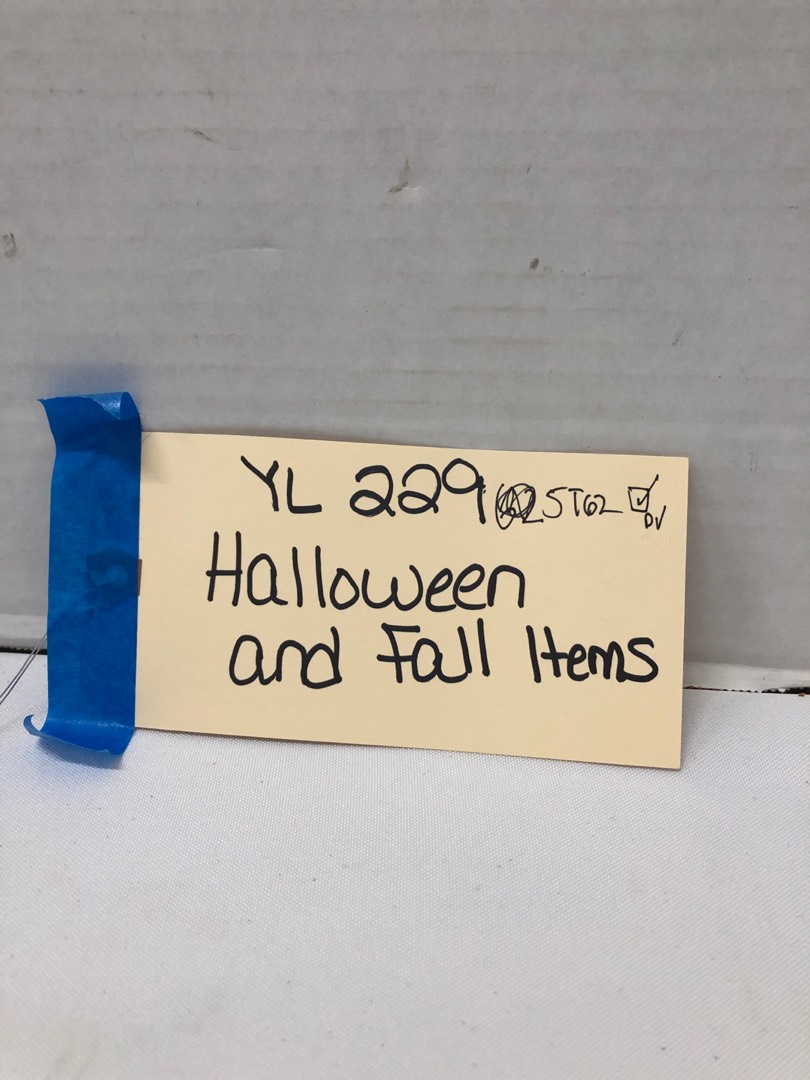 YL 229 ST62 ☑ DV
Halloween
and Fall Items